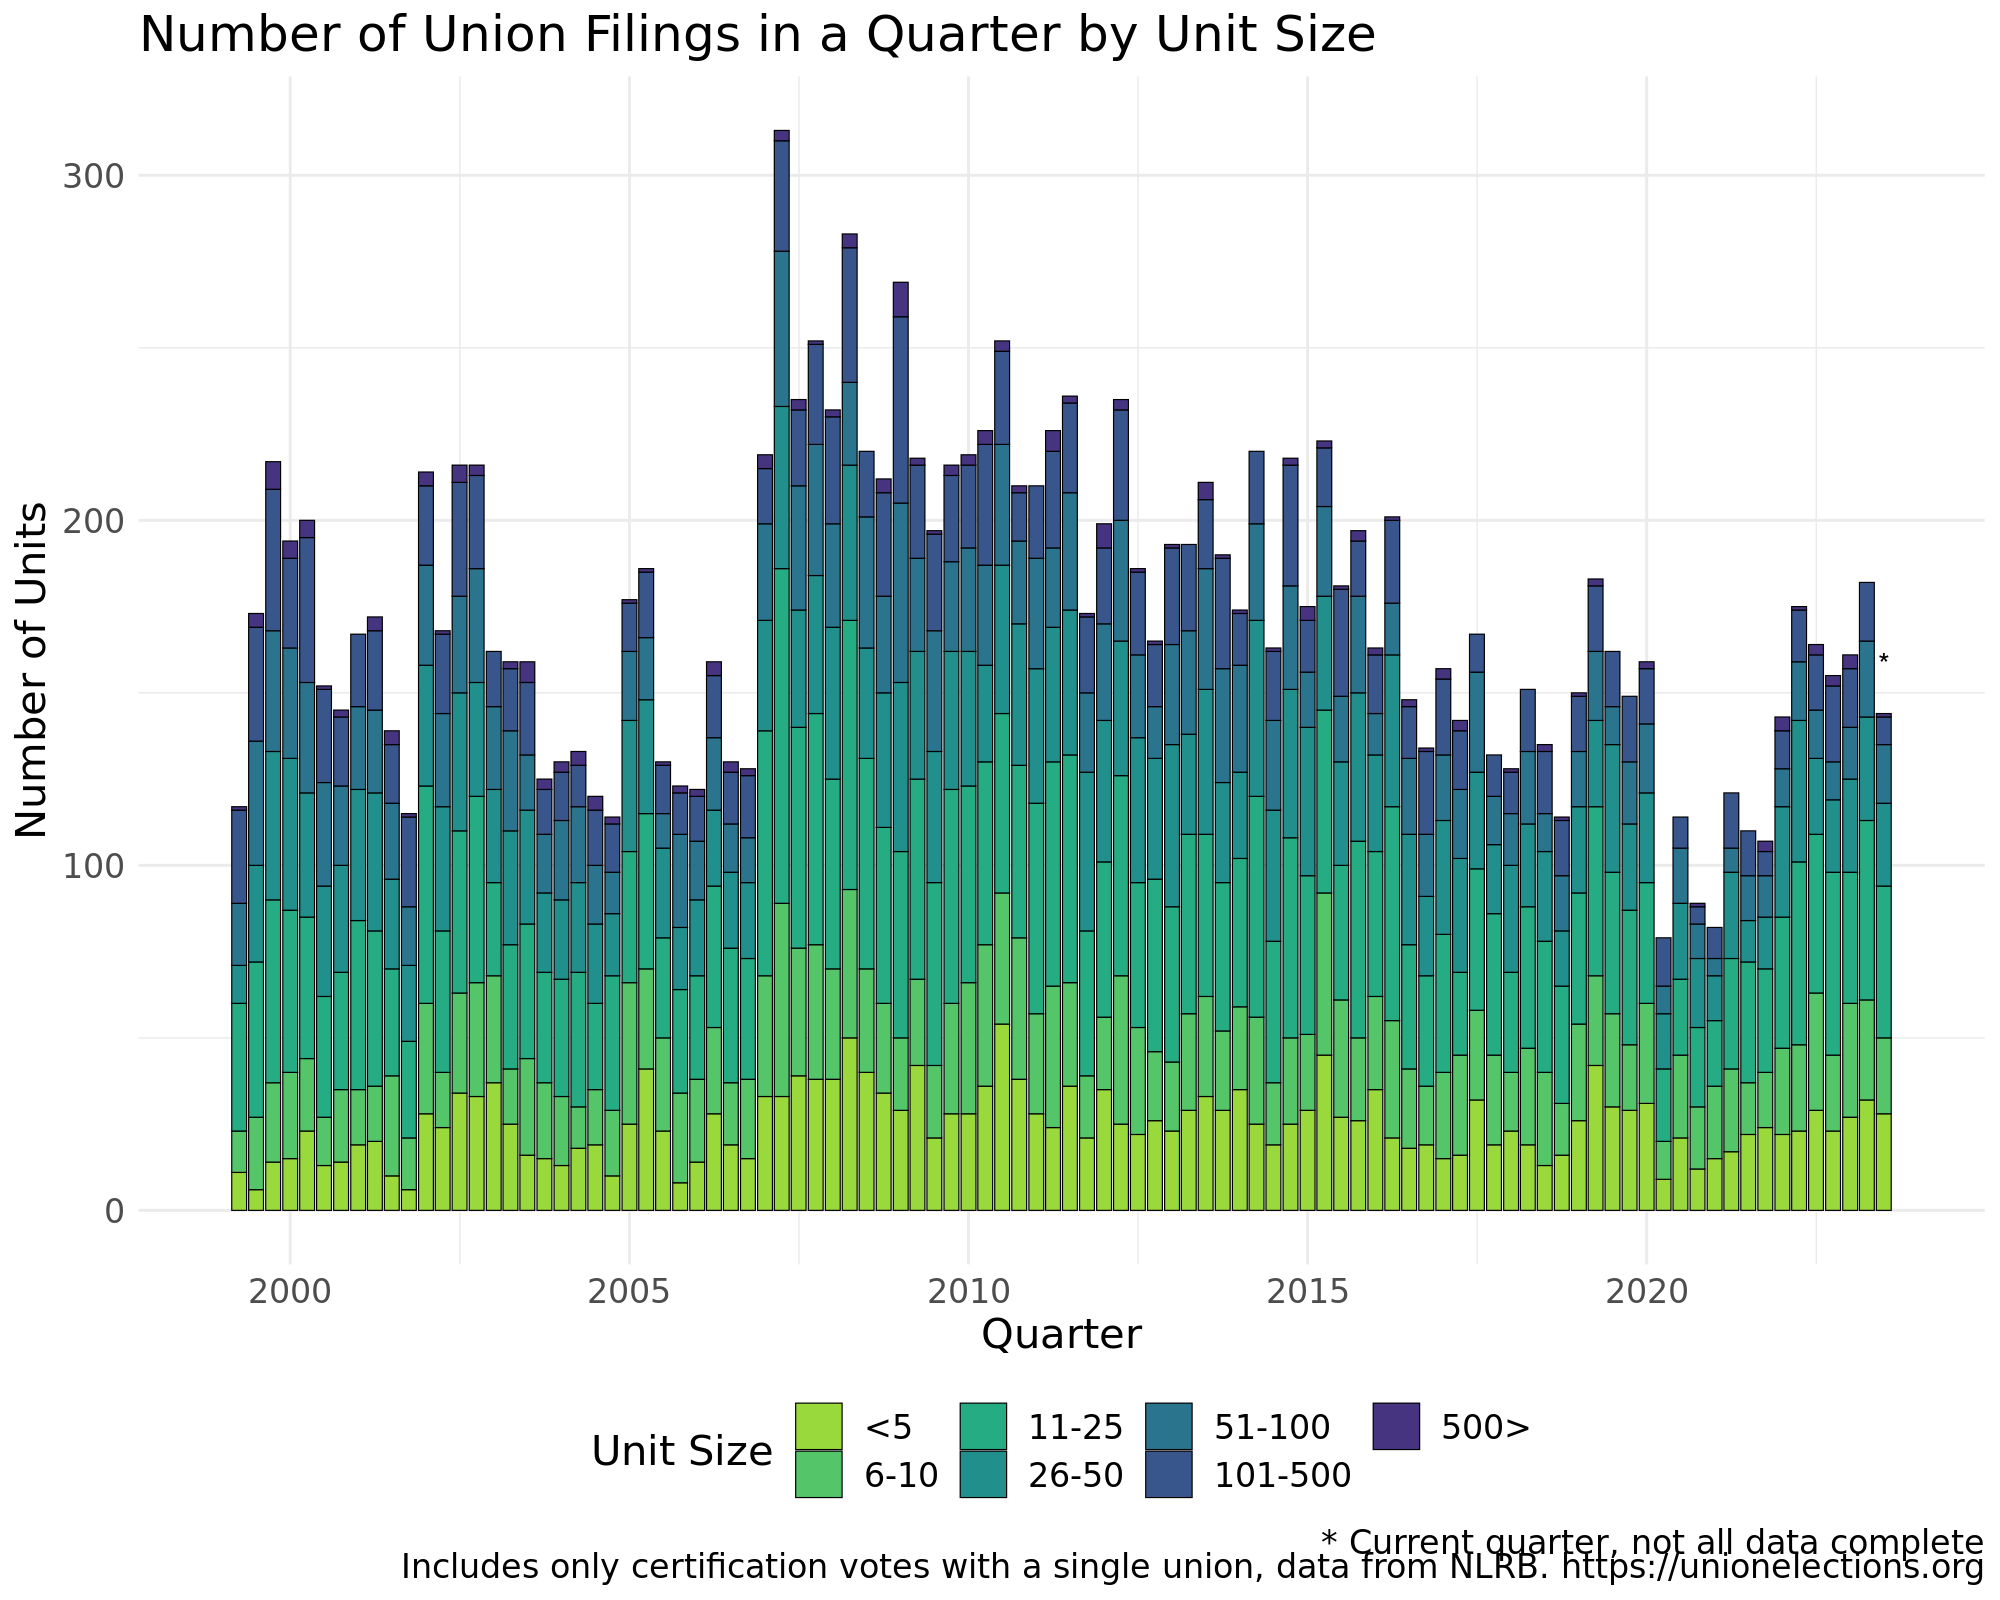 Number of Union Filings in a Quarter by Unit Size
Number of Units
300
200
100
0
*
2000 2005 2010 2015 2020
Quarter
Unit Size
<5 11-25 51-100 500>
6-10 26-50 101-500
* Current quarter, not all data complete
Includes only certification votes with a single union, data from NLRB. https://unionelections.org